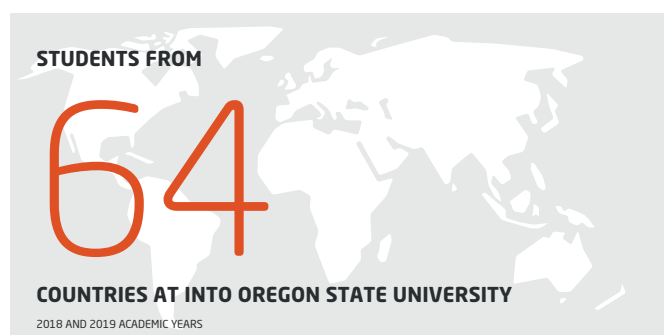 STUDENTS FROM
64
COUNTRIES AT INTO OREGON STATE UNIVERSITY
2018 AND 2019 ACADEMIC YEARS